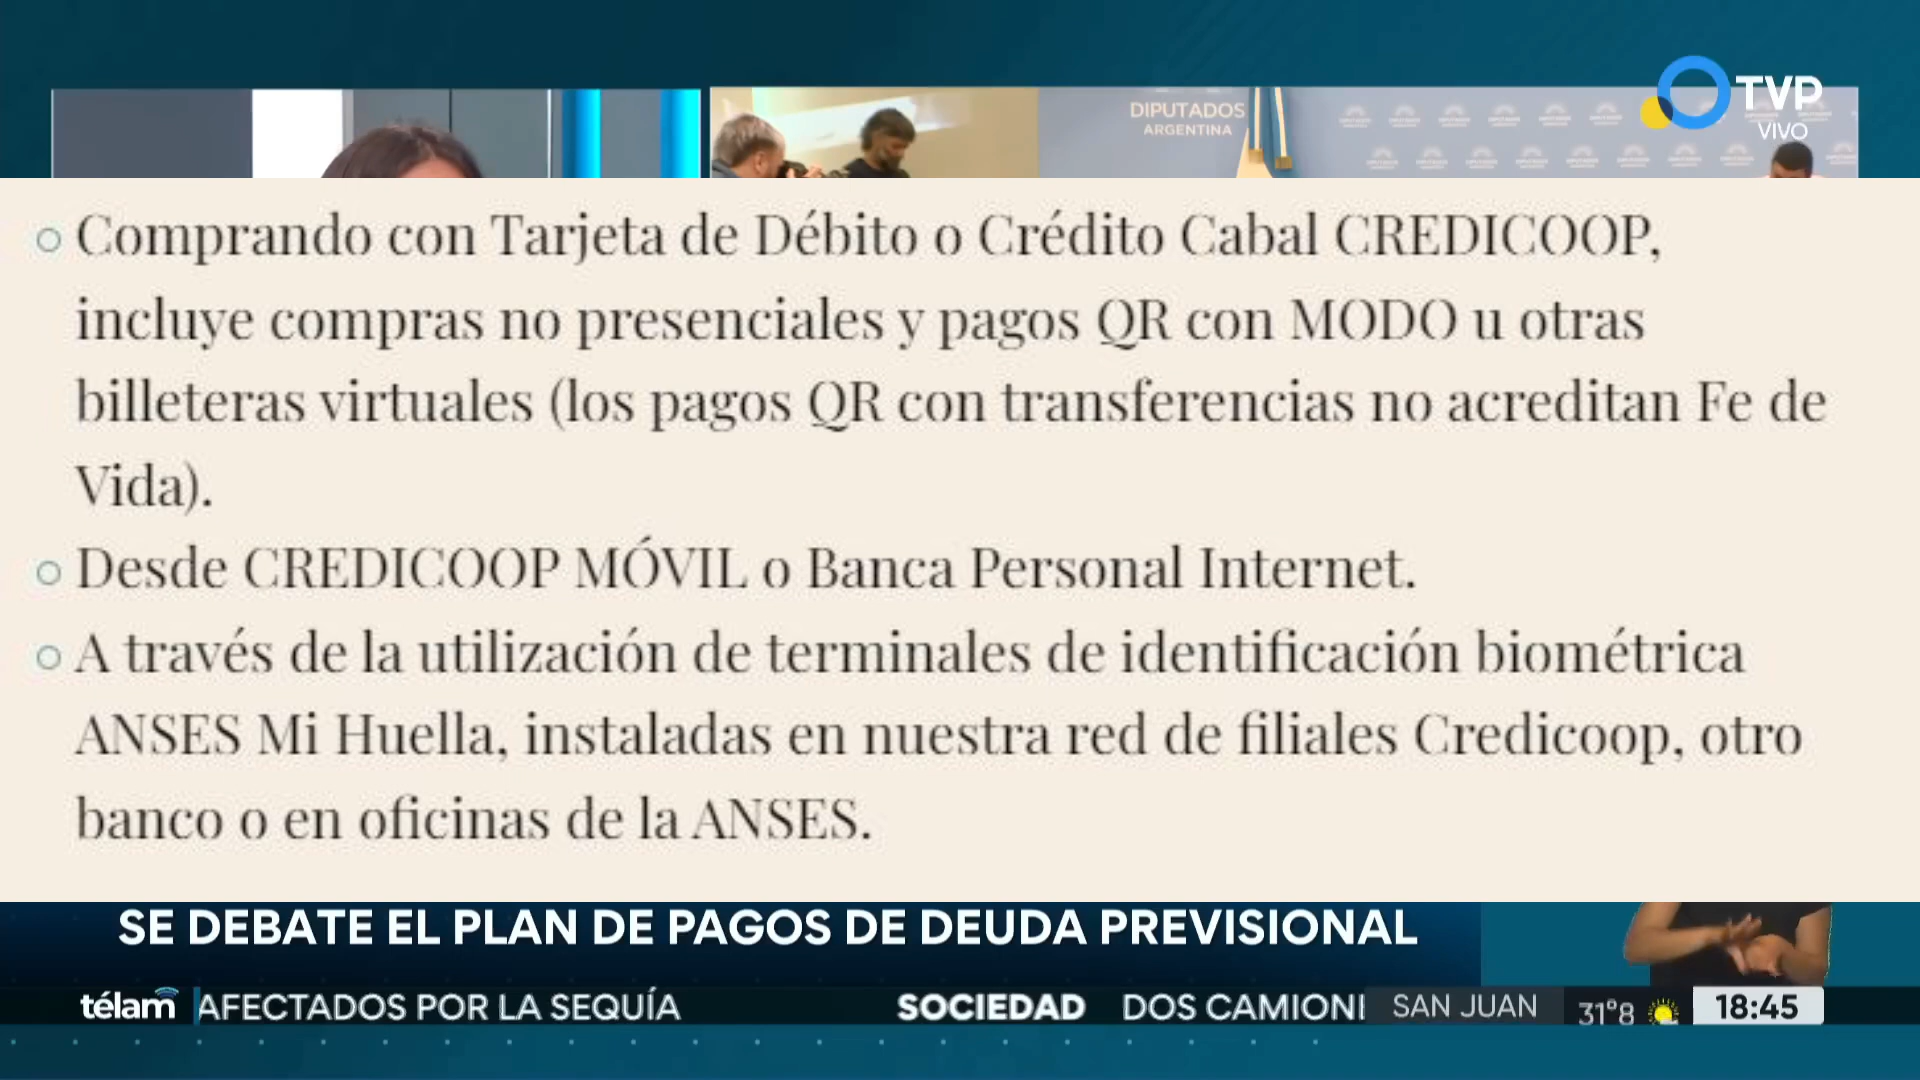 TVP
VIVO
DIPUTADOS
ARGENTINA
Comprando con Tarjeta de Débito o Crédito Cabal CREDICOOP,
incluye compras no presenciales y pagos QR con MODO u otras
billeteras virtuales (los pagos QR con transferencias no acreditan Fe de
Vida).
Desde CREDICOOP MÓVIL o Banca Personal Internet.
A través de la utilización de terminales de identificación biométrica
ANSES Mi Huella, instaladas en nuestra red de filiales Credicoop, otro
banco o en oficinas de la ANSES.
SE DEBATE EL PLAN DE PAGOS DE DEUDA PREVISIONAL
télam AFECTADOS POR LA SEQUÍA SOCIEDAD DOS CAMIONE SAN JUAN 31°8 18:45